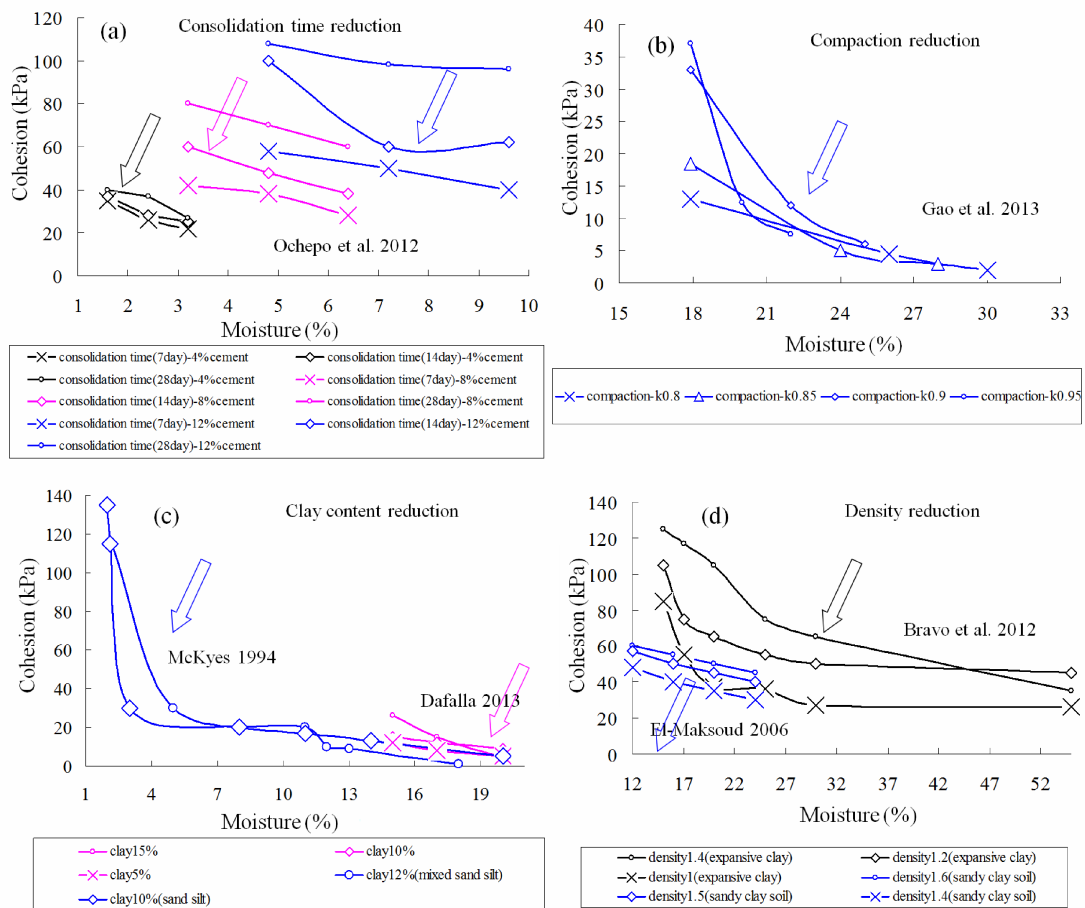 (a)
Consolidation time reduction
Cohesion (kPa)
120
100
80
60
40
20
0
Ochepo et al. 2012
1 2 3 4 5 6 7 8 9 10
Moisture (%)
consolidation time(7day)-4%cement
consolidation time(14day)-4%cement
consolidation time(28day)-4%cement
consolidation time(7day)-8%cement
consolidation time(14day)-8%cement
consolidation time(28day)-8%cement
consolidation time(7day)-12%cement
consolidation time(14day)-12%cement
consolidation time(28day)-12%cement
(b)
Compaction reduction
Cohesion (kPa)
40
35
30
25
20
15
10
5
0
Gao et al. 2013
15 18 21 24 27 30 33
Moisture (%)
compaction-k0.8 compaction-k0.85 compaction-k0.9 compaction-k0.95
(c)
Clay content reduction
Cohesion (kPa)
140
120
100
80
60
40
20
0
McKyes 1994
Dafalla 2013
1 4 7 10 13 16 19
Moisture (%)
clay15%
clay10%
clay5%
clay12%(mixed sand silt)
clay10%(sand silt)
(d)
Density reduction
Cohesion (kPa)
140
120
100
80
60
40
20
0
Bravo et al. 2012
El-Maksoud 2006
12 17 22 27 32 37 42 47 52
Moisture (%)
density1.4(expansive clay)
density1.2(expansive clay)
density1(expansive clay)
density1.6(sandy clay soil)
density1.5(sandy clay soil)
density1.4(sandy clay soil)